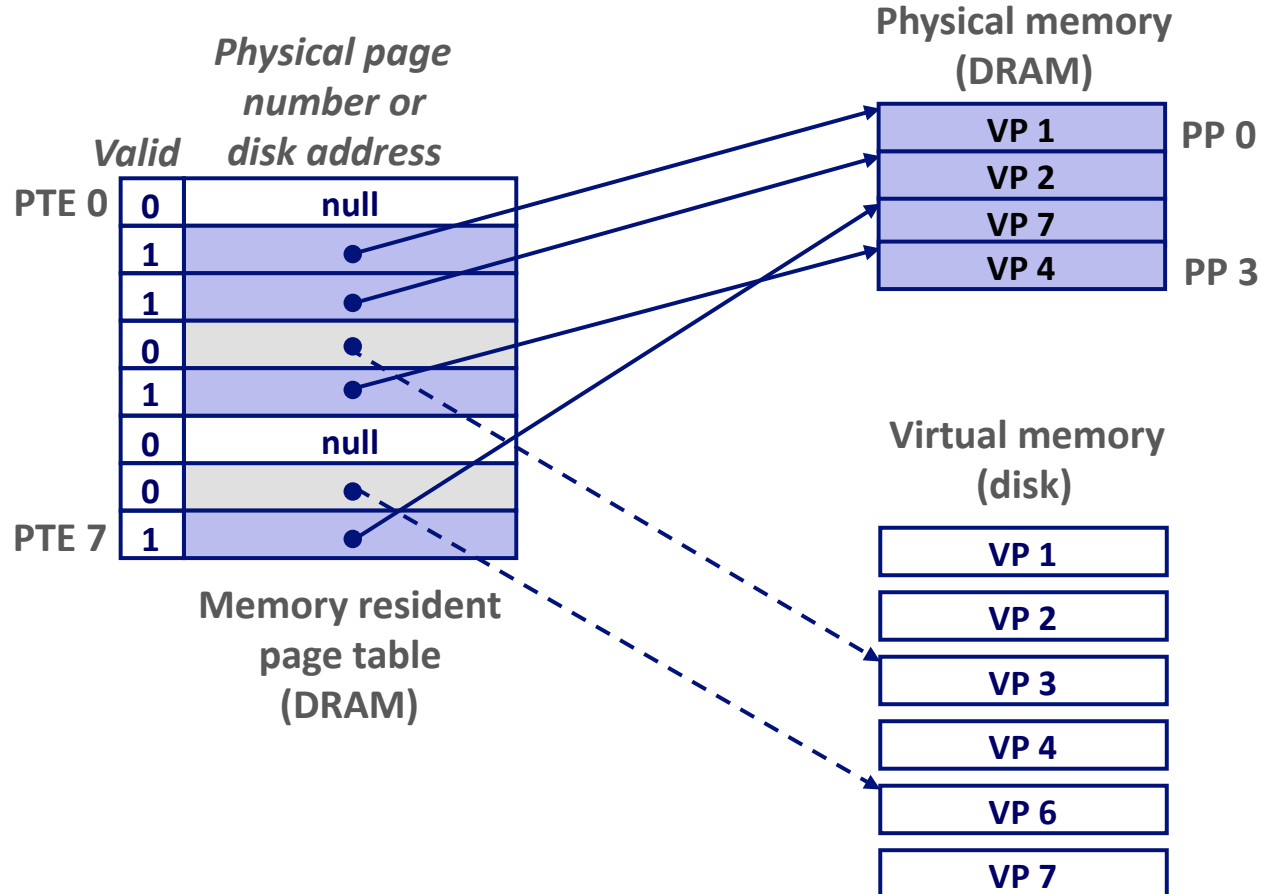 Physical page
number or
disk address
Valid
PTE 0
0
null
1
1
0
1
0
null
0
PTE 7
1
Memory resident
page table
(DRAM)
Physical memory
(DRAM)
VP 1
PP 0
VP 2
VP 7
VP 4
PP 3
Virtual memory
(disk)
VP 1
VP 2
VP 3
VP 4
VP 6
VP 7